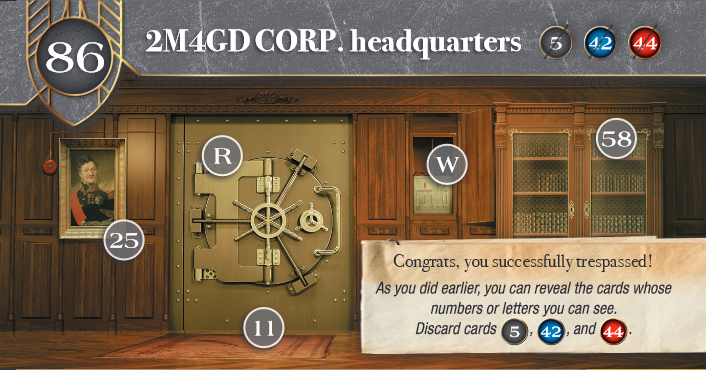 86
2M4GD CORP. headquarters 5 42 44
R
W
58
25
11
Congrats, you successfully trespassed!
As you did earlier, you can reveal the cards whose
numbers or letters you can see.
Discard cards 5, 42, and 44.